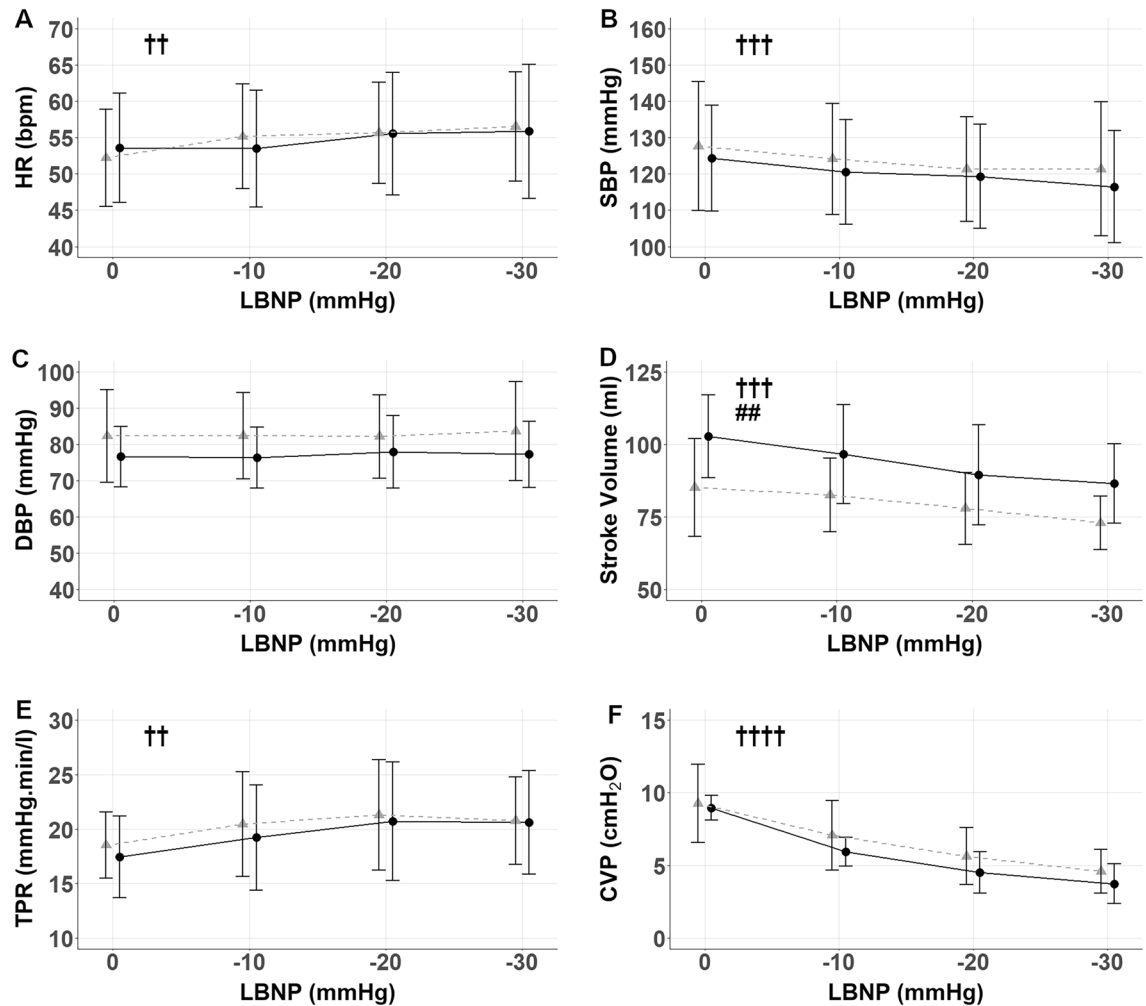 A
70
65
60
55
50
45
40
HR (bpm)
††
0 -10 -20 -30
LBNP (mmHg)
B
160
150
140
130
120
110
100
SBP (mmHg)
†††
0 -10 -20 -30
LBNP (mmHg)
C
100
90
80
70
60
50
40
DBP (mmHg)
0 -10 -20 -30
LBNP (mmHg)
D
125
100
75
50
Stroke Volume (ml)
†††
##
0 -10 -20 -30
LBNP (mmHg)
E
30
25
20
15
10
TPR (mmHg.min/l)
††
0 -10 -20 -30
LBNP (mmHg)
F
15
10
5
0
CVP (cmH₂O)
††††
0 -10 -20 -30
LBNP (mmHg)